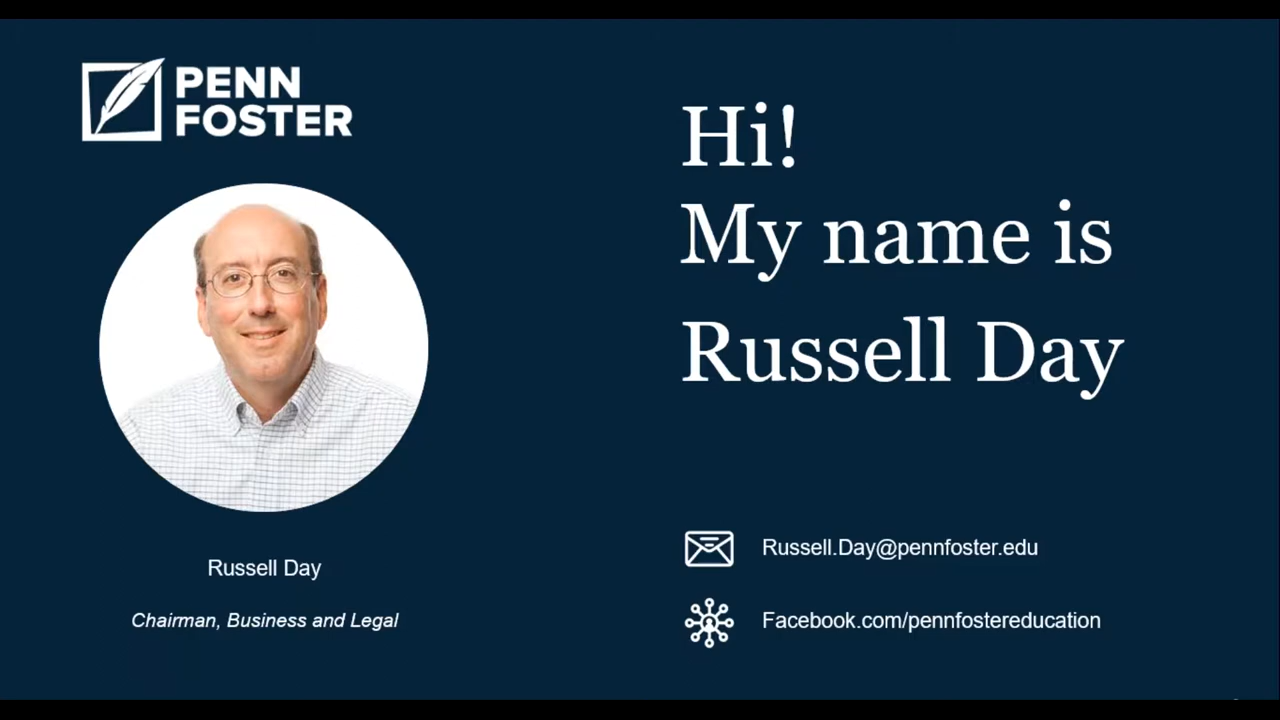 PENN
FOSTER
Hi!
My name is
Russell Day
Russell Day
Chairman, Business and Legal
Russell.Day@pennfoster.edu
Facebook.com/pennfostereducation